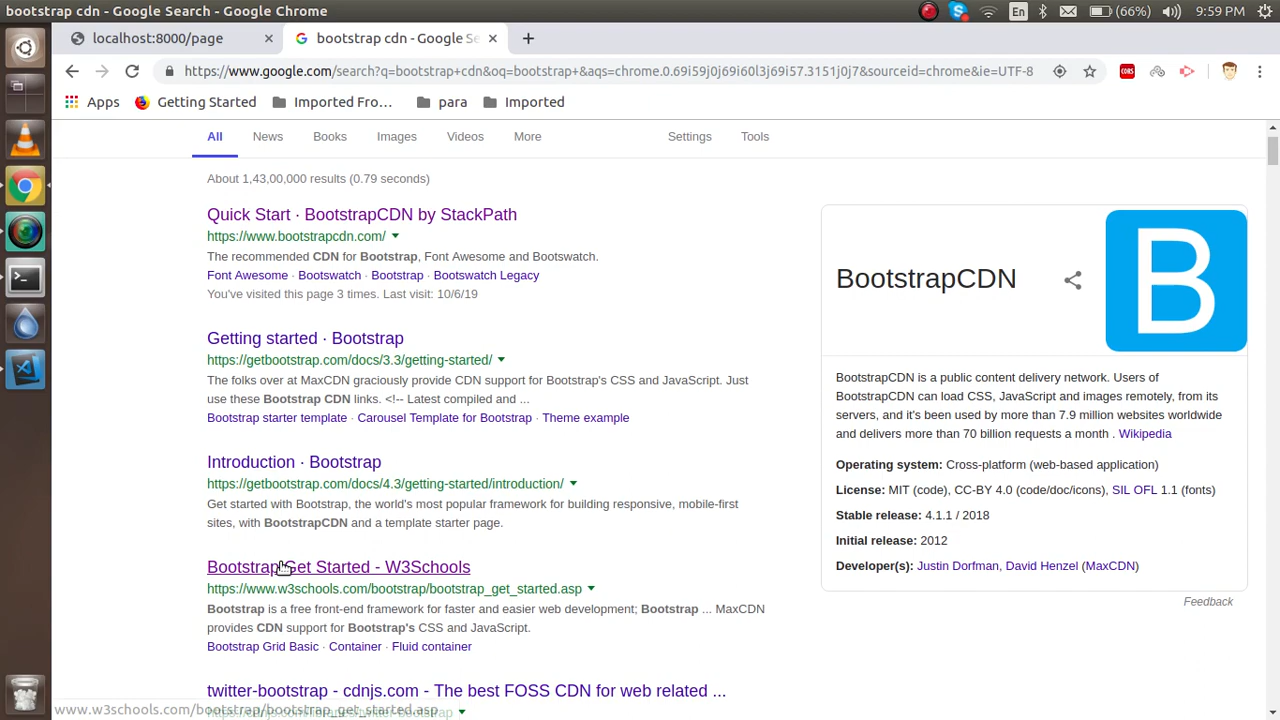 bootstrap cdn - Google Search - Google Chrome
En (66%) 9:59 PM
localhost:8000/page × bootstrap cdn - Google Se × +
https://www.google.com/search?q=bootstrap+cdn&oq=bootstrap+&aqs=chrome.0.69i59j0j69i60l3j69i57.3151j0j7&sourceid=chrome&ie=UTF-8
CORS
Apps Getting Started Imported Fro... para Imported
All News Books Images Videos More Settings Tools
About 1,43,00,000 results (0.79 seconds)
Quick Start · BootstrapCDN by StackPath
https://www.bootstrapcdn.com/
The recommended CDN for Bootstrap, Font Awesome and Bootswatch.
Font Awesome · Bootswatch · Bootstrap · Bootswatch Legacy
You've visited this page 3 times. Last visit: 10/6/19
Getting started · Bootstrap
https://getbootstrap.com/docs/3.3/getting-started/
The folks over at MaxCDN graciously provide CDN support for Bootstrap's CSS and JavaScript. Just
use these Bootstrap CDN links. <!-- Latest compiled and ...
Bootstrap starter template · Carousel Template for Bootstrap · Theme example
Introduction · Bootstrap
https://getbootstrap.com/docs/4.3/getting-started/introduction/
Get started with Bootstrap, the world's most popular framework for building responsive, mobile-first
sites, with BootstrapCDN and a template starter page.
Bootstrap Get Started - W3Schools
https://www.w3schools.com/bootstrap/bootstrap_get_started.asp
Bootstrap is a free front-end framework for faster and easier web development; Bootstrap ... MaxCDN
provides CDN support for Bootstrap's CSS and JavaScript.
Bootstrap Grid Basic · Container · Fluid container
twitter-bootstrap - cdnjs.com - The best FOSS CDN for web related ...
https://cdnjs.com/libraries/twitter-bootstrap
www.w3schools.com/bootstrap/bootstrap_get_started.asp
BootstrapCDN
B
BootstrapCDN is a public content delivery network. Users of
BootstrapCDN can load CSS, JavaScript and images remotely, from its
servers, and it's been used by more than 7.9 million websites worldwide
and delivers more than 70 billion requests a month . Wikipedia
Operating system: Cross-platform (web-based application)
License: MIT (code), CC-BY 4.0 (code/doc/icons), SIL OFL 1.1 (fonts)
Stable release: 4.1.1 / 2018
Initial release: 2012
Developer(s): Justin Dorfman, David Henzel (MaxCDN)
Feedback